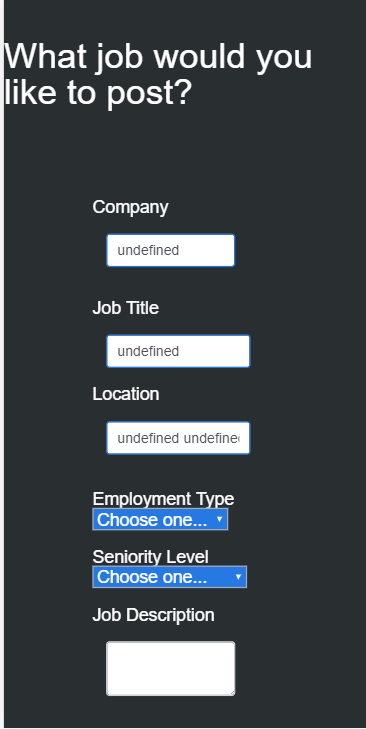 What job would you
like to post?
Company
undefined
Job Title
undefined
Location
undefined undefine
Employment Type
Choose one...
Seniority Level
Choose one...
Job Description